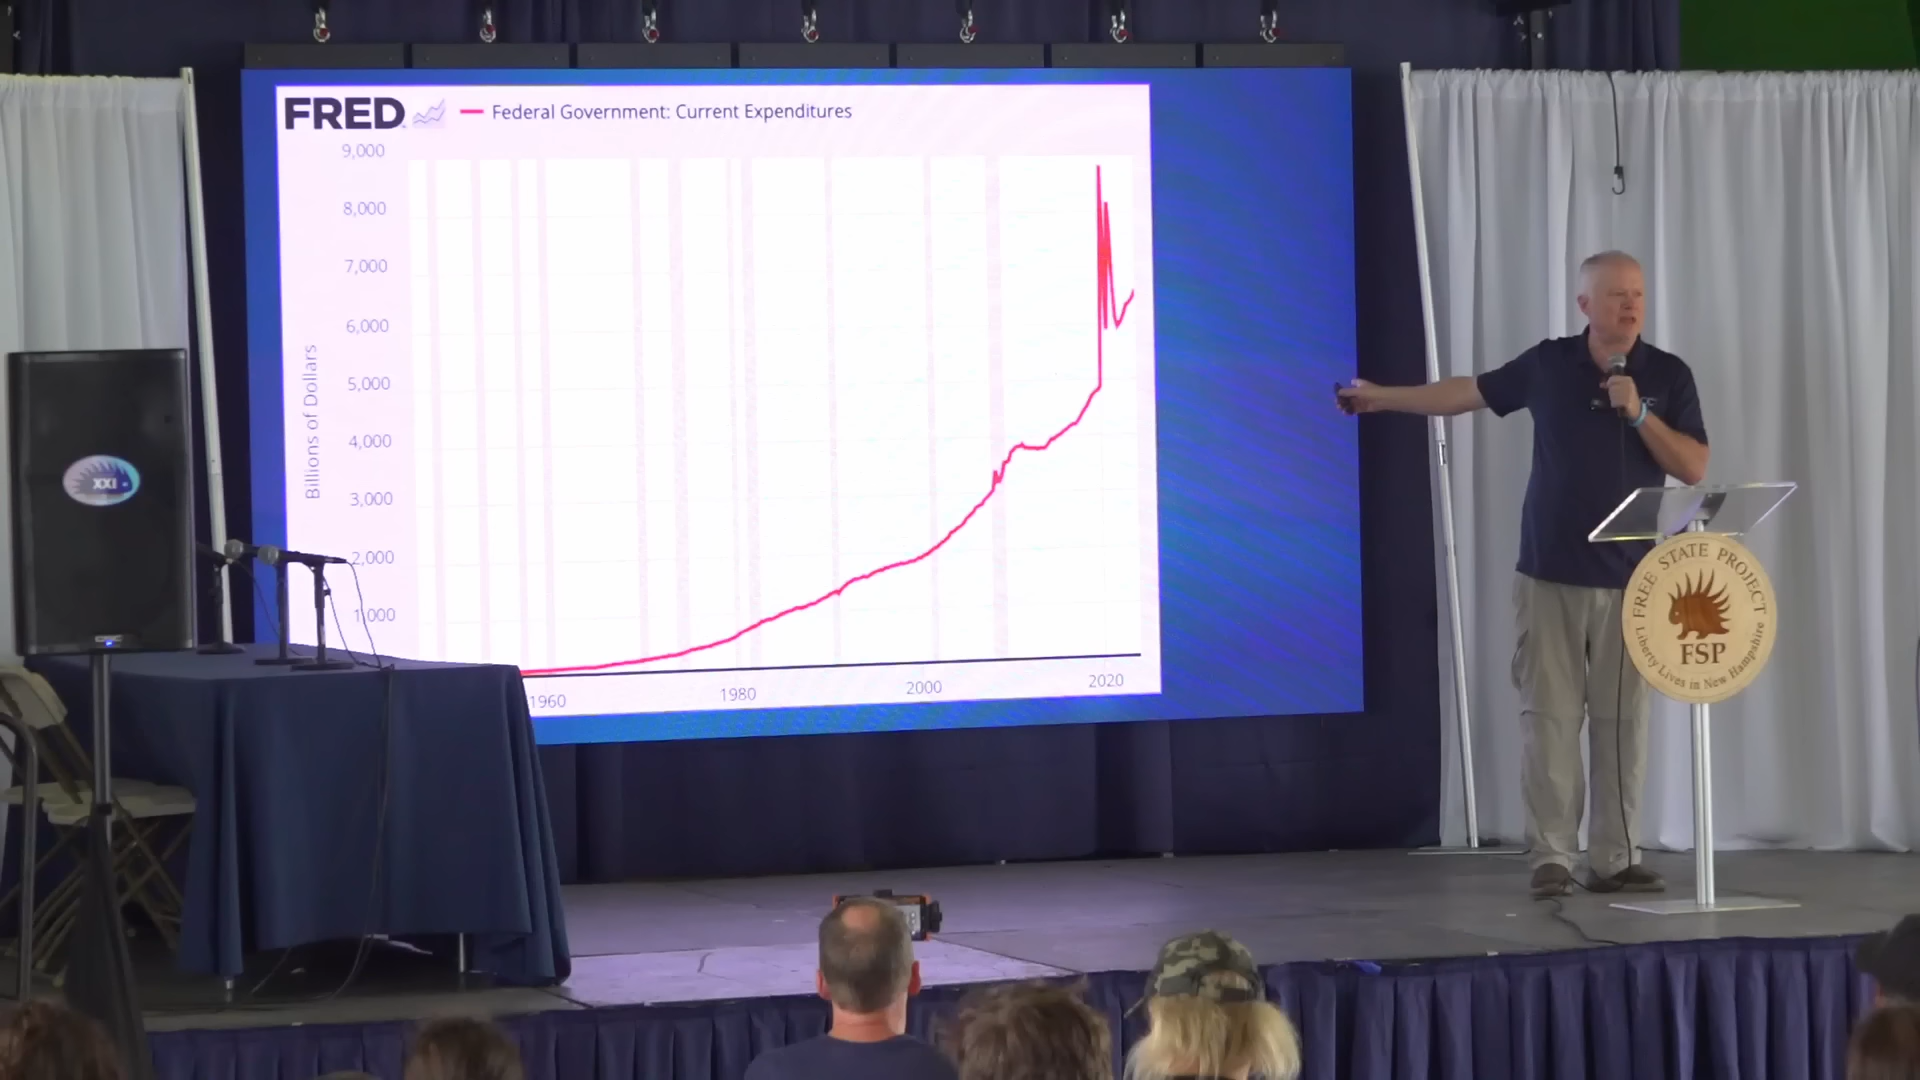 FRED
Federal Government: Current Expenditures
9,000
8,000
7,000
6,000
5,000
4,000
3,000
2,000
1,000
Billions of Dollars
1960
1980
2000
2020
XXI
QSC
FREE STATE PROJECT
FSP
Liberty Lives in New Hampshire